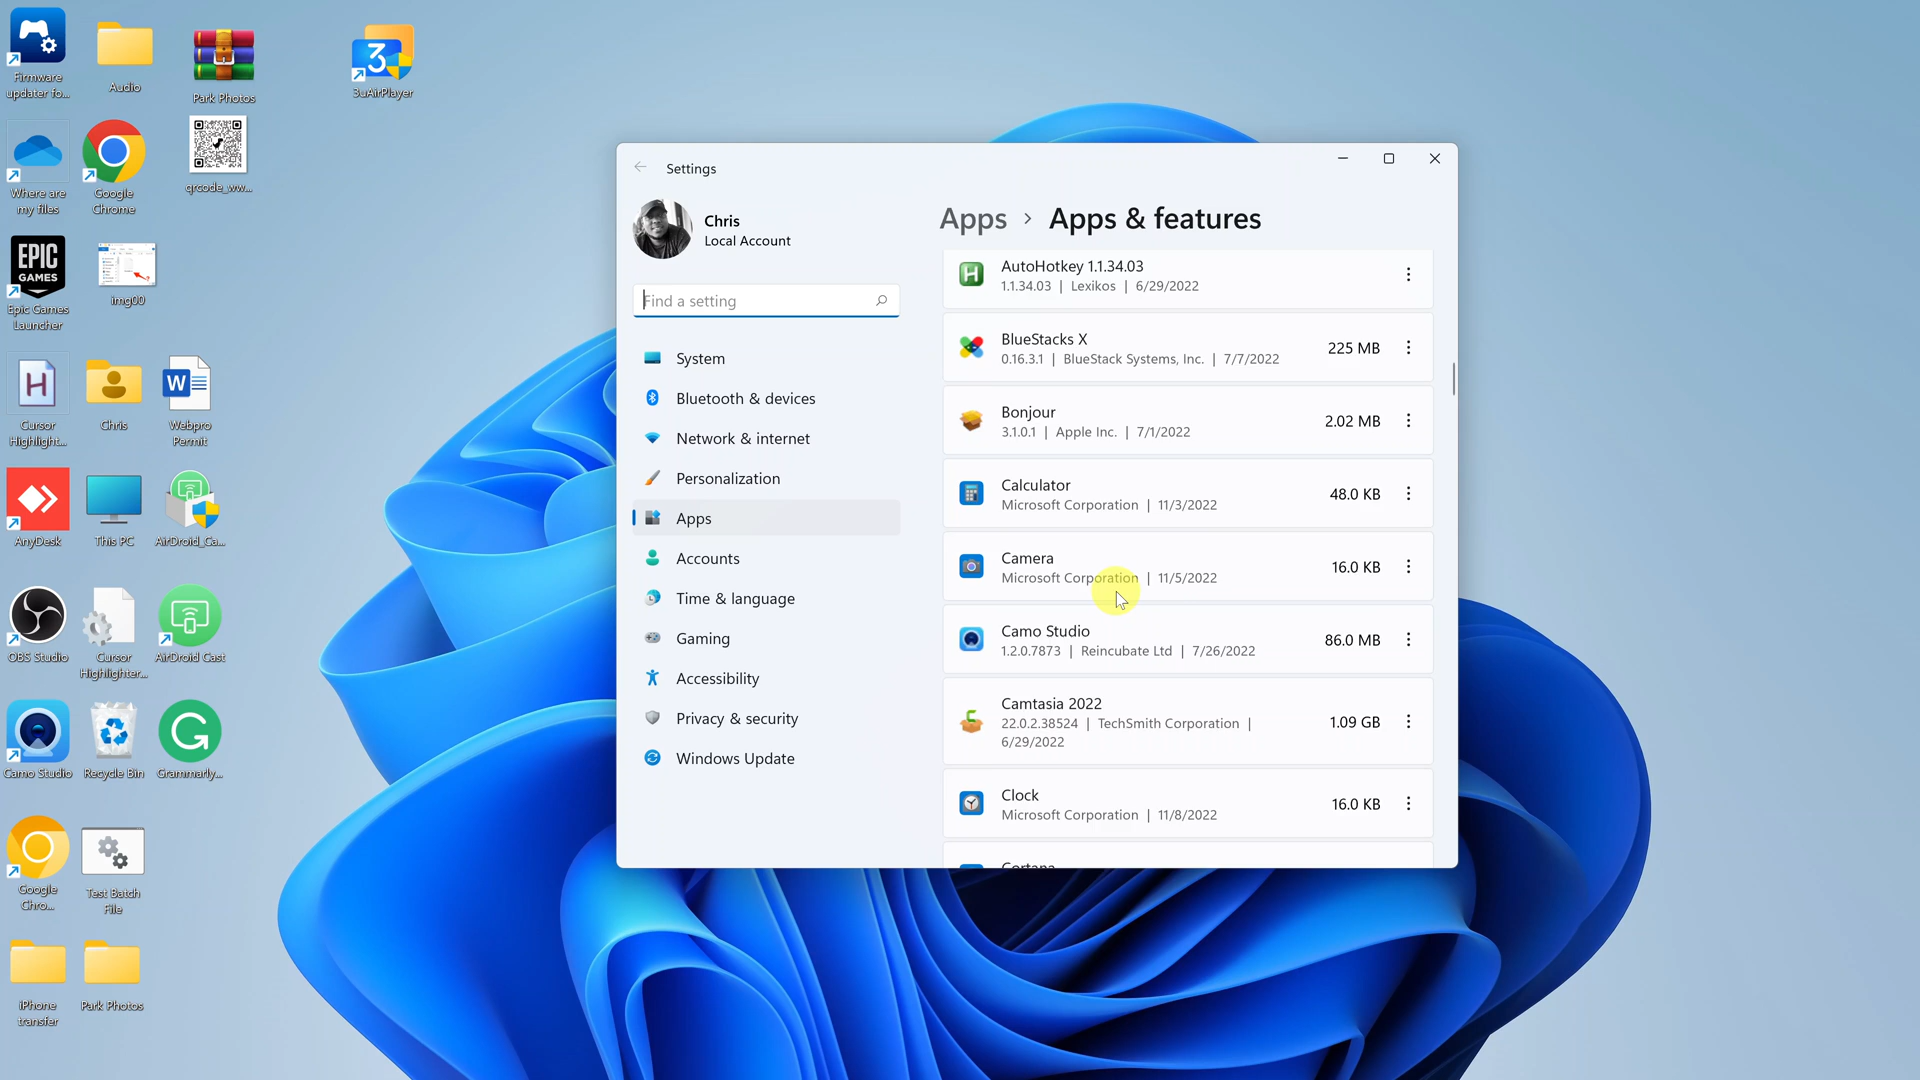 Firmware
updater fo...
Audio
Park Photos
3
3uAirPlayer
Where are
my files
Google
Chrome
qrcode_ww...
EPIC
GAMES
Epic Games
Launcher
img00
H
Cursor
Highlight...
Chris
W
Webpro
Permit
AnyDesk
This PC
AirDroid_Ca...
OBS Studio
Cursor
Highlighter...
AirDroid Cast
Camo Studio
Recycle Bin
Grammarly...
Google
Chro...
Test Batch
File
iPhone
transfer
Park Photos
Settings
Chris
Local Account
Find a setting
System
Bluetooth & devices
Network & internet
Personalization
Apps
Accounts
Time & language
Gaming
Accessibility
Privacy & security
Windows Update
Apps > Apps & features
H
AutoHotkey 1.1.34.03
1.1.34.03 | Lexikos | 6/29/2022
BlueStacks X
0.16.3.1 | BlueStack Systems, Inc. | 7/7/2022
225 MB
Bonjour
3.1.0.1 | Apple Inc. | 7/1/2022
2.02 MB
Calculator
Microsoft Corporation | 11/3/2022
48.0 KB
Camera
Microsoft Corporation | 11/5/2022
16.0 KB
Camo Studio
1.2.0.7873 | Reincubate Ltd | 7/26/2022
86.0 MB
Camtasia 2022
22.0.2.38524 | TechSmith Corporation |
6/29/2022
1.09 GB
Clock
Microsoft Corporation | 11/8/2022
16.0 KB
Cortana